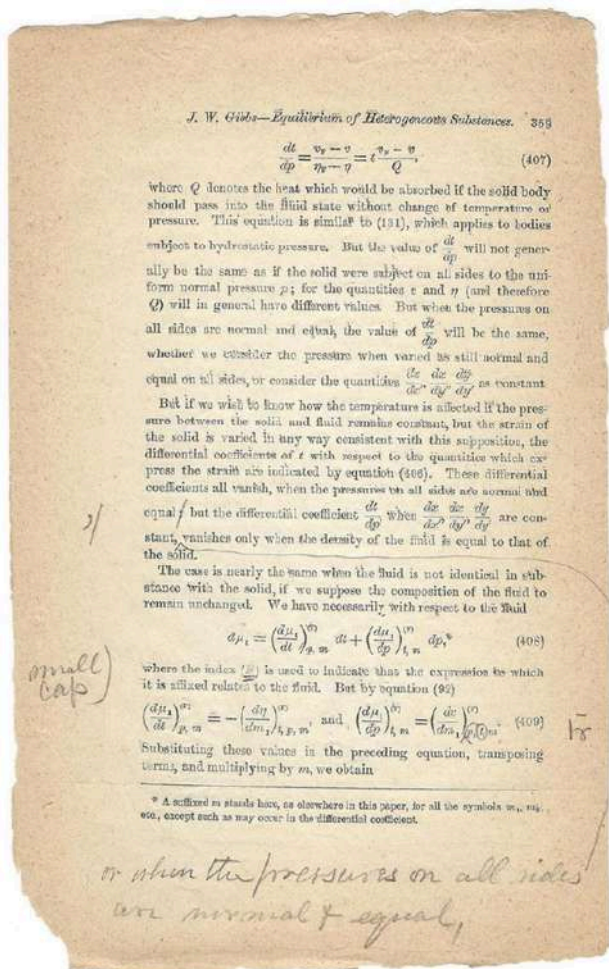 J. W. Gibbs—Equilibrium of Heterogeneous Substances. 353
dt/dp = (v_F − v)/(η_F − η) = t (v_F − v)/Q, (407)
where Q denotes the heat which would be absorbed if the solid body
should pass into the fluid state without change of temperature or
pressure. This equation is similar to (131), which applies to bodies
subject to hydrostatic pressure. But the value of dt/dp will not gener-
ally be the same as if the solid were subject on all sides to the uni-
form normal pressure p; for the quantities v and η (and therefore
Q) will in general have different values. But when the pressures on
all sides are normal and equal, the value of dt/dp will be the same,
whether we consider the pressure when varied as still normal and
equal on all sides, or consider the quantities dx/dx′, dx/dy′, dy/dy′ as constant
But if we wish to know how the temperature is affected if the pres-
sure between the solid and fluid remains constant, but the strain of
the solid is varied in any way consistent with this supposition, the
differential coefficients of t with respect to the quantities which ex-
press the strain are indicated by equation (406). These differential
coefficients all vanish, when the pressures on all sides are normal and
equal; but the differential coefficient dt/dp when dx/dx′, dx/dy′, dy/dy′ are con-
stant, vanishes only when the density of the fluid is equal to that of
the solid.
The case is nearly the same when the fluid is not identical in sub-
stance with the solid, if we suppose the composition of the fluid to
remain unchanged. We have necessarily with respect to the fluid
dμ₁ = (dμ₁/dt)^(F)_{p, m} dt + (dμ₁/dp)^(F)_{t, m} dp,* (408)
small cap)
where the index (F) is used to indicate that the expression to which
it is affixed relates to the fluid. But by equation (92)
(dμ₁/dt)^(F)_{p, m} = −(dη/dm₁)^(F)_{t, p, m}, and (dμ₁/dp)^(F)_{t, m} = (dv/dm₁)^(F)_{p, t, m}. (409)
Substituting these values in the preceding equation, transposing
terms, and multiplying by m, we obtain
* A suffixed m stands here, as elsewhere in this paper, for all the symbols m₁, m₂,
etc., except such as may occur in the differential coefficient.
or when the pressures on all sides
are normal & equal,